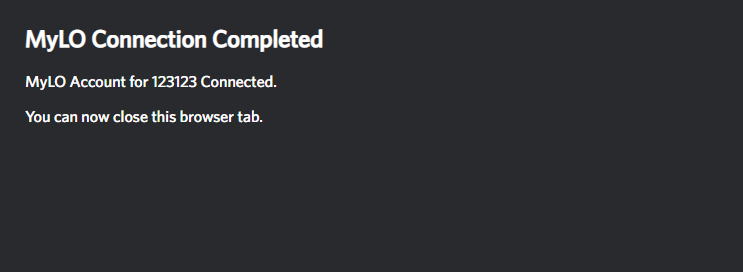 MyLO Connection Completed
MyLO Account for 123123 Connected.
You can now close this browser tab.